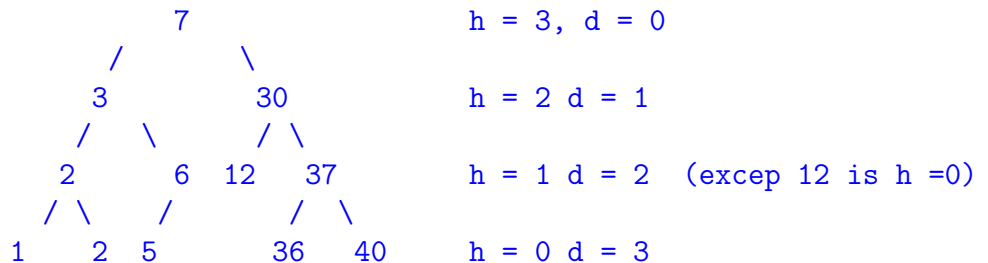 7 h = 3, d = 0
/ \
3 30 h = 2 d = 1
/ \ / \
2 6 12 37 h = 1 d = 2 (excep 12 is h =0)
/ \ / / \
1 2 5 36 40 h = 0 d = 3